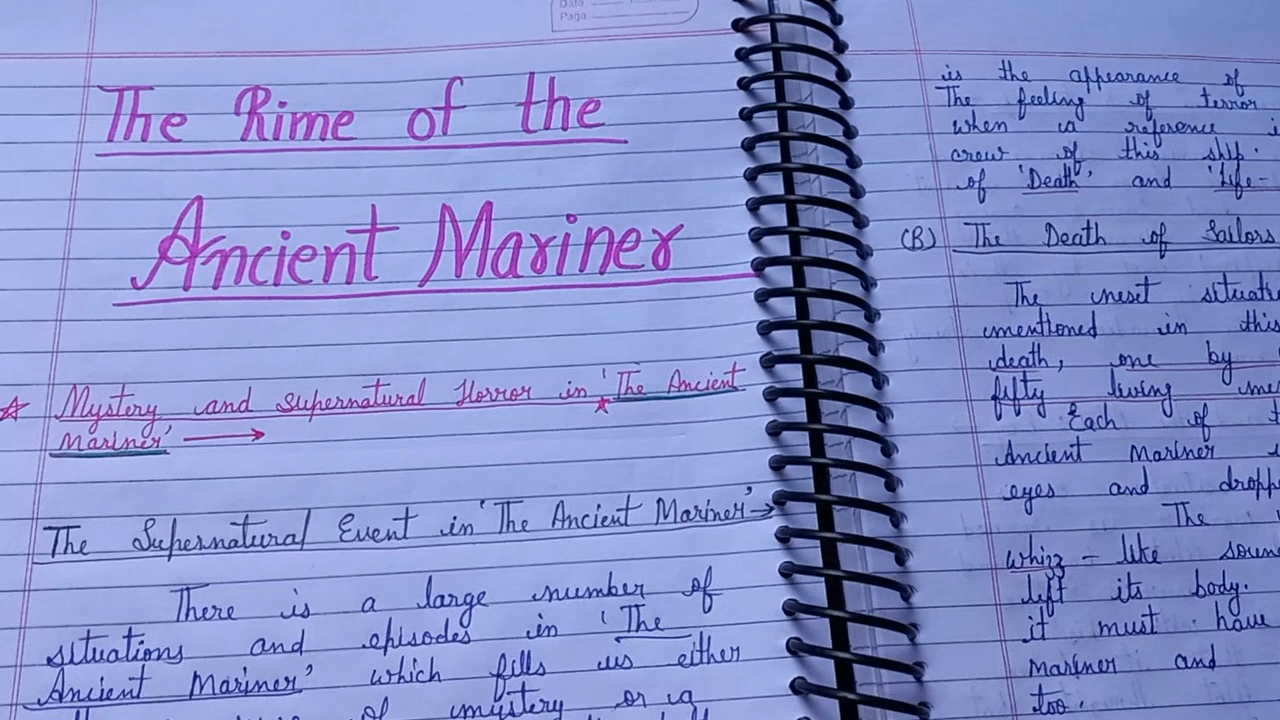 Date
Page
The Rime of the
Ancient Mariner
Mystery and Supernatural Horror in 'The Ancient
Mariner' →
The Supernatural Event in 'The Ancient Mariner' →
There is a large number of
situations and episodes in 'The
Ancient Mariner' which fills us either
of mystery or a
is the appearance of
The feeling of terror
when a reference
crew of this ship.
of 'Death' and 'Life-
(B) The Death of Sailors
The next
mentioned in this
death, one by
fifty living
Each of
Ancient Mariner
eyes and
The
whizz - like
left its body.
it must have
Mariner and
too.